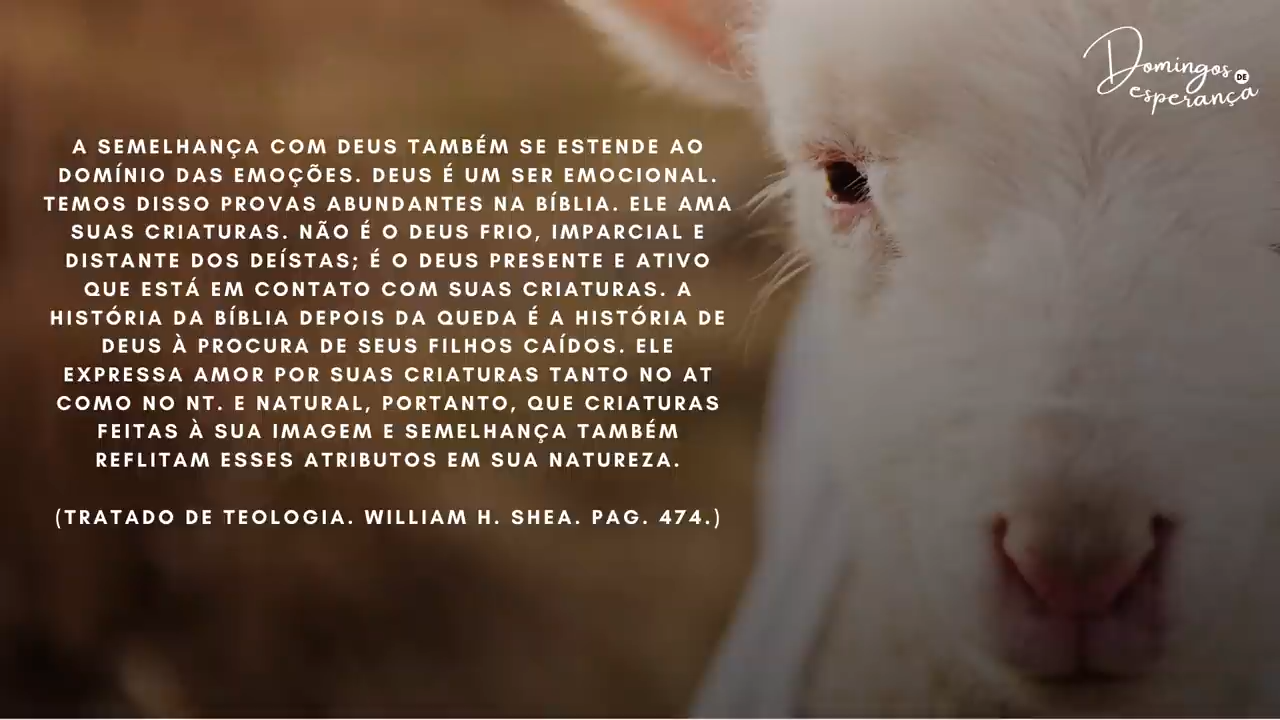 Domingos
DE
esperança
A SEMELHANÇA COM DEUS TAMBÉM SE ESTENDE AO
DOMÍNIO DAS EMOÇÕES. DEUS É UM SER EMOCIONAL.
TEMOS DISSO PROVAS ABUNDANTES NA BÍBLIA. ELE AMA
SUAS CRIATURAS. NÃO É O DEUS FRIO, IMPARCIAL E
DISTANTE DOS DEÍSTAS; É O DEUS PRESENTE E ATIVO
QUE ESTÁ EM CONTATO COM SUAS CRIATURAS. A
HISTÓRIA DA BÍBLIA DEPOIS DA QUEDA É A HISTÓRIA DE
DEUS À PROCURA DE SEUS FILHOS CAÍDOS. ELE
EXPRESSA AMOR POR SUAS CRIATURAS TANTO NO AT
COMO NO NT. E NATURAL, PORTANTO, QUE CRIATURAS
FEITAS À SUA IMAGEM E SEMELHANÇA TAMBÉM
REFLITAM ESSES ATRIBUTOS EM SUA NATUREZA.
(TRATADO DE TEOLOGIA. WILLIAM H. SHEA. PAG. 474.)